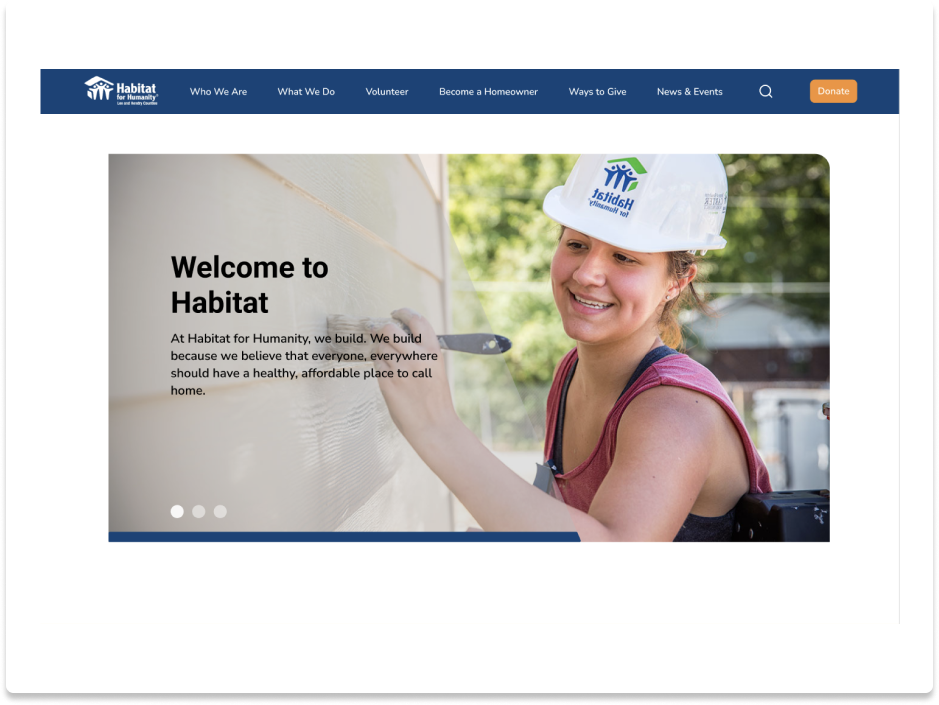 Habitat
for Humanity®
Lee and Hendry Counties
Who We Are
What We Do
Volunteer
Become a Homeowner
Ways to Give
News & Events
Donate
Habitat
for Humanity
Welcome to
Habitat
At Habitat for Humanity, we build. We build
because we believe that everyone, everywhere
should have a healthy, affordable place to call
home.